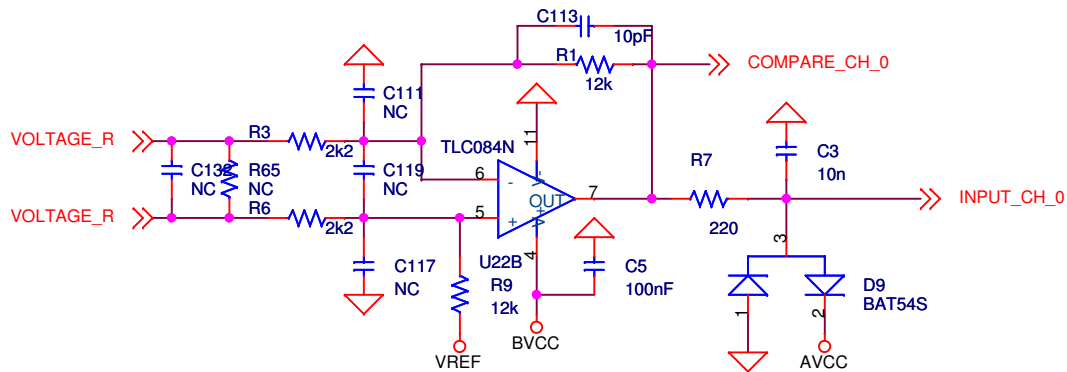 C113
10pF
R1
12k
COMPARE_CH_0
C111
NC
VOLTAGE_R
R3
2k2
TLC084N
11
V-
C132
NC
R65
NC
C119
NC
6
-
OUT
7
R7
220
C3
10n
INPUT_CH_0
VOLTAGE_R
R6
2k2
5
+
V+
4
3
C117
NC
U22B
R9
12k
C5
100nF
D9
BAT54S
1
2
VREF
BVCC
AVCC